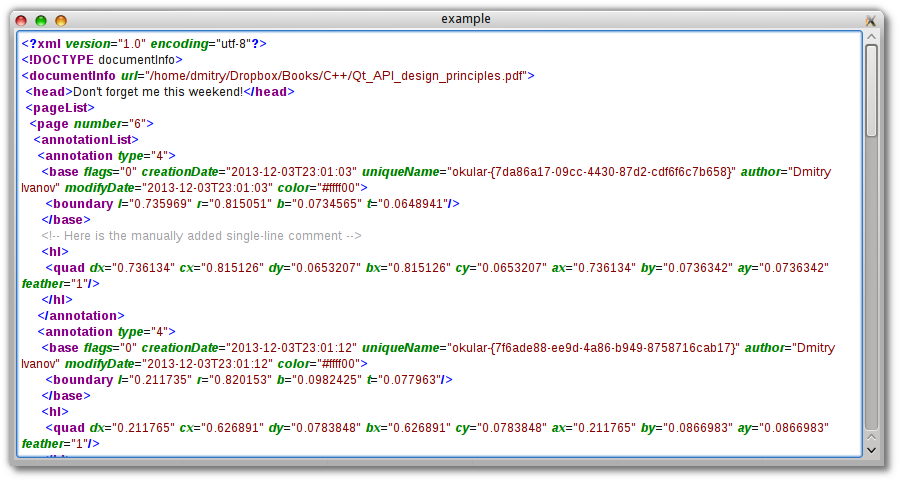 example
<?xml version="1.0" encoding="utf-8"?>
<!DOCTYPE documentInfo>
<documentInfo url="/home/dmitry/Dropbox/Books/C++/Qt_API_design_principles.pdf">
<head>Don't forget me this weekend!</head>
<pageList>
<page number="6">
<annotationList>
<annotation type="4">
<base flags="0" creationDate="2013-12-03T23:01:03" uniqueName="okular-{7da86a17-09cc-4430-87d2-cdf6f6c7b658}" author="Dmitry
Ivanov" modifyDate="2013-12-03T23:01:03" color="#ffff00">
<boundary l="0.735969" r="0.815051" b="0.0734565" t="0.0648941"/>
</base>
<!-- Here is the manually added single-line comment -->
<hl>
<quad dx="0.736134" cx="0.815126" dy="0.0653207" bx="0.815126" cy="0.0653207" ax="0.736134" by="0.0736342" ay="0.0736342"
feather="1"/>
</hl>
</annotation>
<annotation type="4">
<base flags="0" creationDate="2013-12-03T23:01:12" uniqueName="okular-{7f6ade88-ee9d-4a86-b949-8758716cab17}" author="Dmitry
Ivanov" modifyDate="2013-12-03T23:01:12" color="#ffff00">
<boundary l="0.211735" r="0.820153" b="0.0982425" t="0.077963"/>
</base>
<hl>
<quad dx="0.211765" cx="0.626891" dy="0.0783848" bx="0.626891" cy="0.0783848" ax="0.211765" by="0.0866983" ay="0.0866983"
feather="1"/>